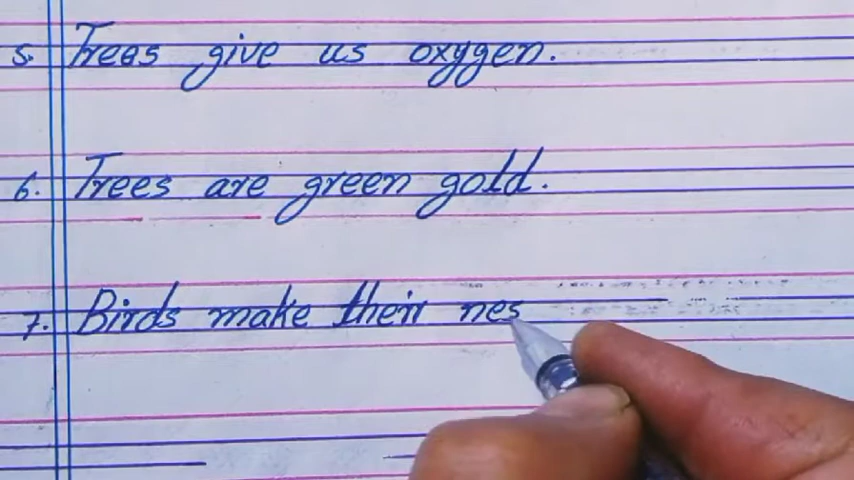 5. Trees give us oxygen.
6. Trees are green gold.
7. Birds make their nes